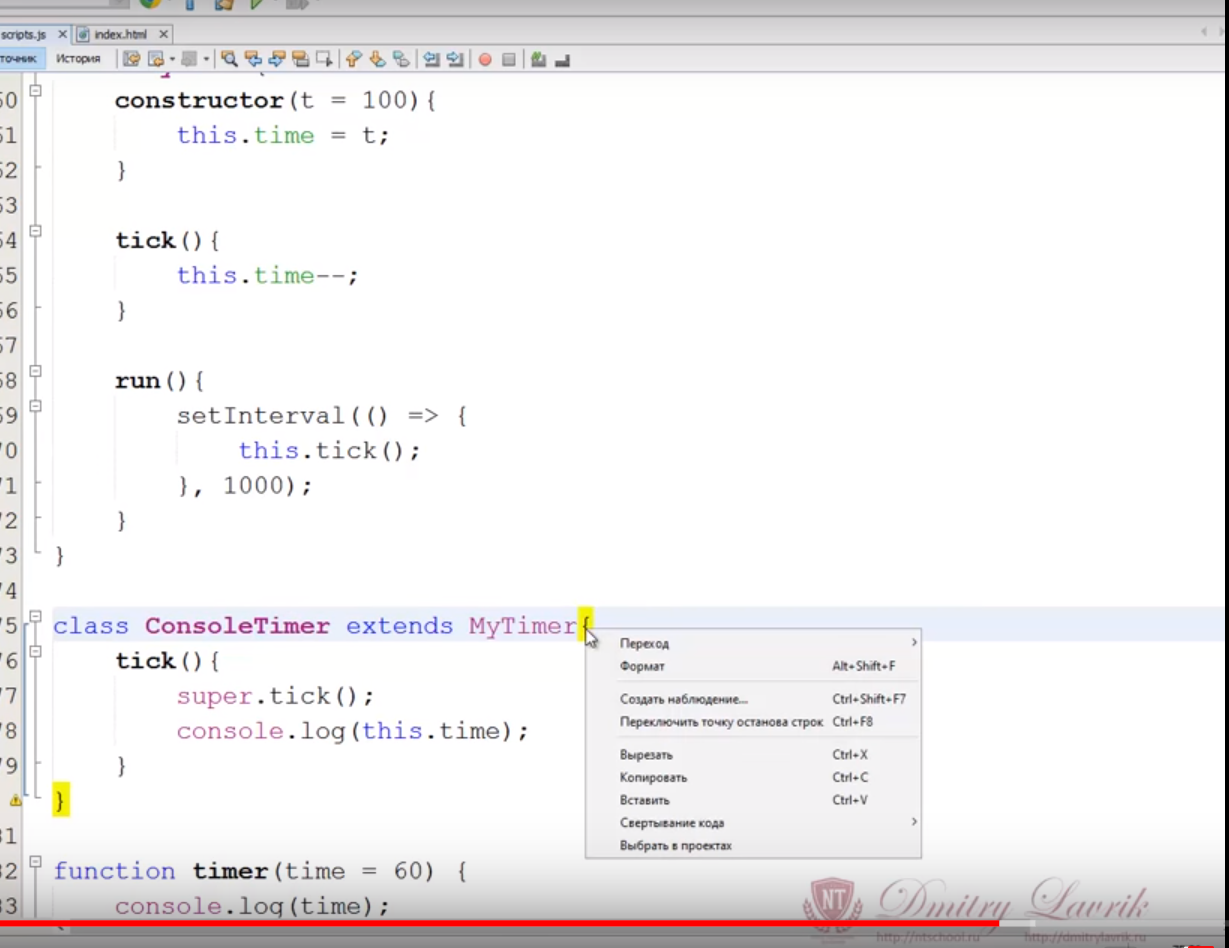 scripts.js index.html
История
constructor(t = 100){
51 this.time = t;
52 }
53
54 tick(){
55 this.time--;
56 }
57
58 run(){
59 setInterval(() => {
70 this.tick();
71 }, 1000);
72 }
73 }
74
75 class ConsoleTimer extends MyTimer{
76 tick(){
77 super.tick();
78 console.log(this.time);
79 }
}
81
82 function timer(time = 60) {
83 console.log(time);
Переход
Формат Alt+Shift+F
Создать наблюдение... Ctrl+Shift+F7
Переключить точку останова строк Ctrl+F8
Вырезать Ctrl+X
Копировать Ctrl+C
Вставить Ctrl+V
Свертывание кода
Выбрать в проектах
NT Dmitry Lavrik
http://ntschool.ru http://dmitrylavrik.ru